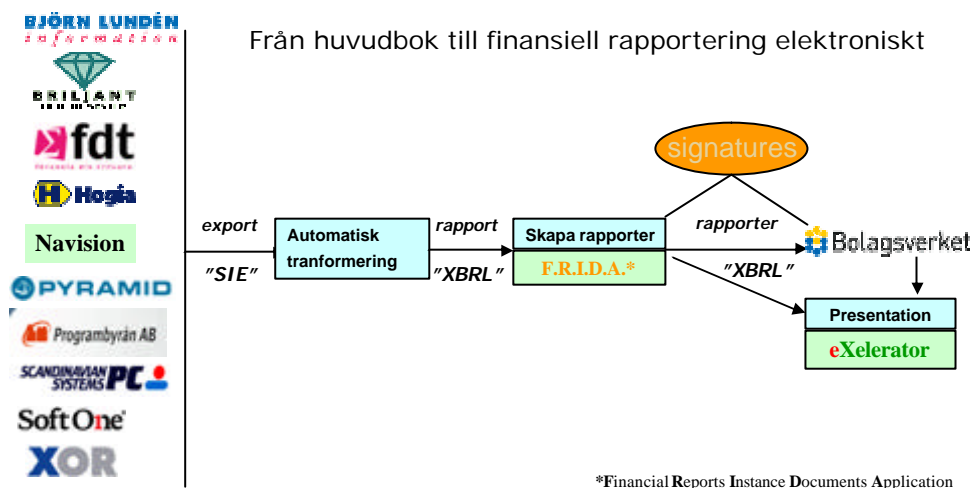 Från huvudbok till finansiell rapportering elektroniskt
BJÖRN LUNDÉN
information
BRILJANT
fdt
Hogia
Navision
PYRAMID
Programbyrån AB
SCANDINAVIAN
SYSTEMS PC
SoftOne
XOR
export
"SIE"
Automatisk
tranformering
rapport
"XBRL"
Skapa rapporter
F.R.I.D.A.*
signatures
rapporter
"XBRL"
Bolagsverket
Presentation
eXelerator
*Financial Reports Instance Documents Application